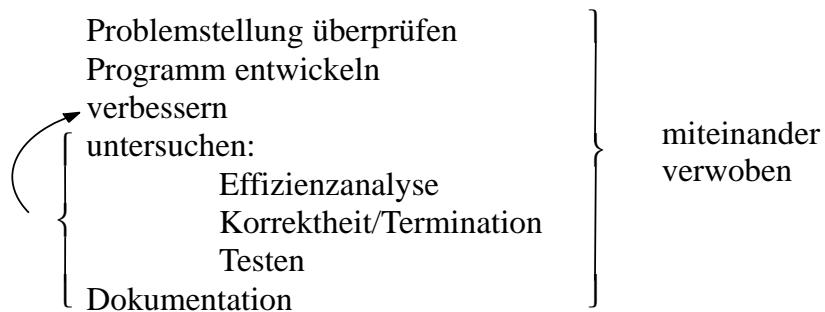 Problemstellung überprüfen
Programm entwickeln
verbessern
untersuchen:
Effizienzanalyse
Korrektheit/Termination
Testen
Dokumentation
miteinander
verwoben